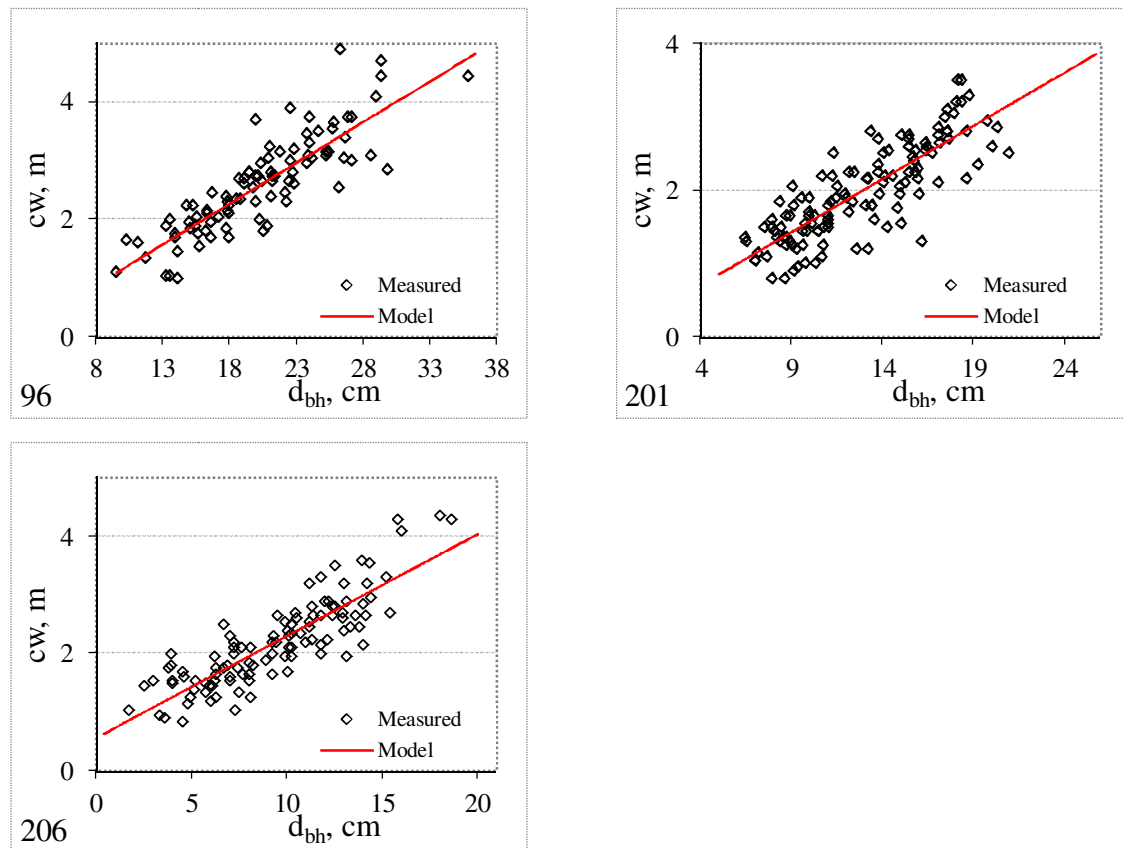 cw, m
4
2
0
Measured
Model
8 13 18 23 28 33 38
d_bh, cm
96
cw, m
4
2
0
Measured
Model
4 9 14 19 24
d_bh, cm
201
cw, m
4
2
0
Measured
Model
0 5 10 15 20
d_bh, cm
206